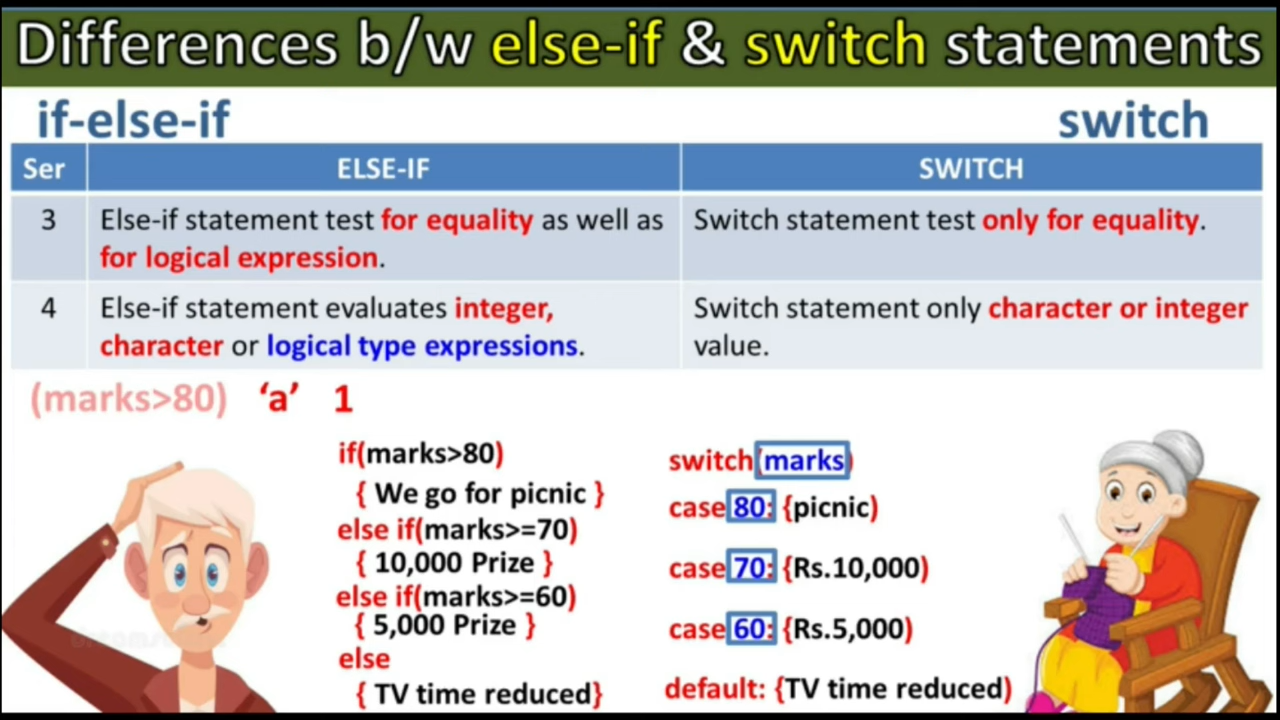 Differences b/w else-if & switch statements
if-else-if
switch
Ser
ELSE-IF
SWITCH
3
Else-if statement test for equality as well as
for logical expression.
Switch statement test only for equality.
4
Else-if statement evaluates integer,
character or logical type expressions.
Switch statement only character or integer
value.
(marks>80) ‘a’ 1
if(marks>80)
{ We go for picnic }
else if(marks>=70)
{ 10,000 Prize }
else if(marks>=60)
{ 5,000 Prize }
else
{ TV time reduced}
switch(marks)
case 80: {picnic)
case 70: {Rs.10,000)
case 60: {Rs.5,000)
default: {TV time reduced)